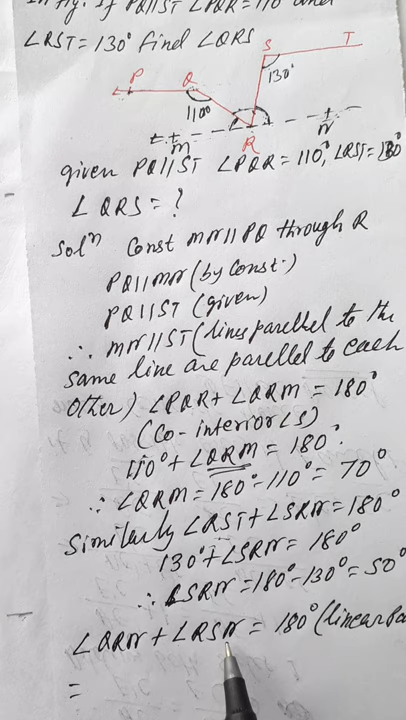 In fig. if PQ||ST ∠PQR = 110° and
∠RST = 130° find ∠QRS
S
T
P
Q
130°
110°
m
R
N
given PQ||ST ∠PQR = 110°, ∠RST = 130°
∠QRS = ?
Solⁿ Const MN||PQ through R
PQ||MN (by Const.)
PQ||ST (given)
∴ MN||ST (lines parellel to the
same line are parellel to each
other) ∠PQR + ∠QRM = 180°
(Co-interior ∠s)
110° + ∠QRM = 180°.
∴ ∠QRM = 180° - 110° = 70°
Similarly ∠RST + ∠SRN = 180°
130° + ∠SRN = 180°
∴ ∠SRN = 180° - 130° = 50°
∠QRN + ∠RSN = 180° (linear Pa
=